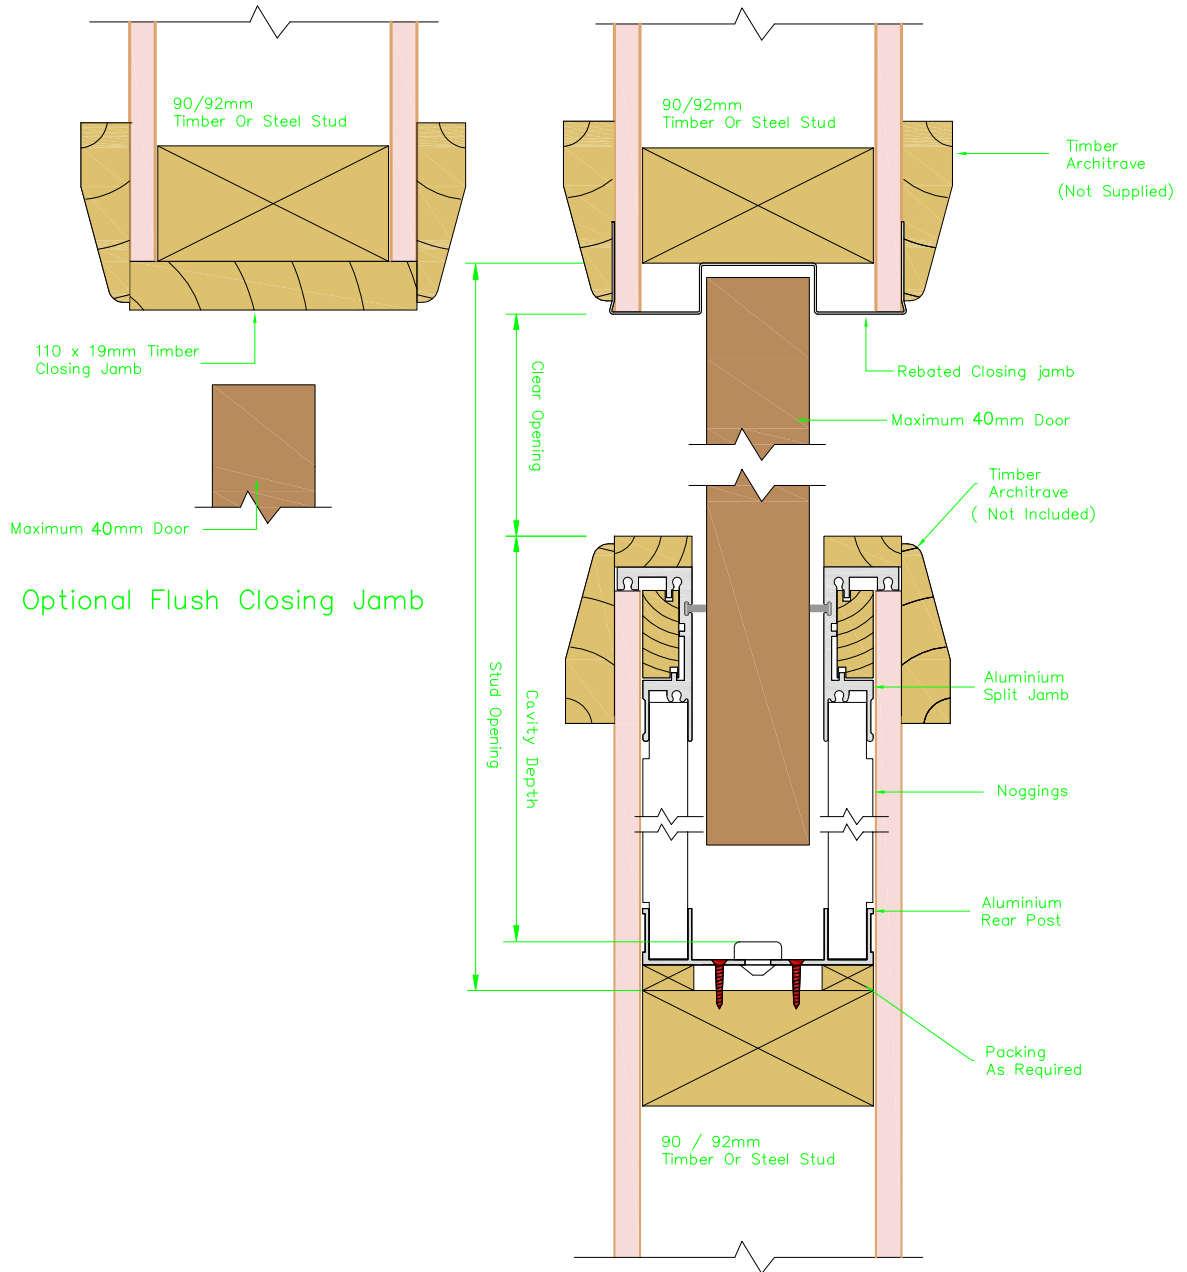 90/92mm
Timber Or Steel Stud
110 x 19mm Timber
Closing Jamb
Maximum 40mm Door
Optional Flush Closing Jamb
90/92mm
Timber Or Steel Stud
Timber
Architrave
(Not Supplied)
Rebated Closing jamb
Clear Opening
Maximum 40mm Door
Timber
Architrave
( Not Included)
Stud Opening
Cavity Depth
Aluminium
Split Jamb
Noggings
Aluminium
Rear Post
Packing
As Required
90 / 92mm
Timber Or Steel Stud